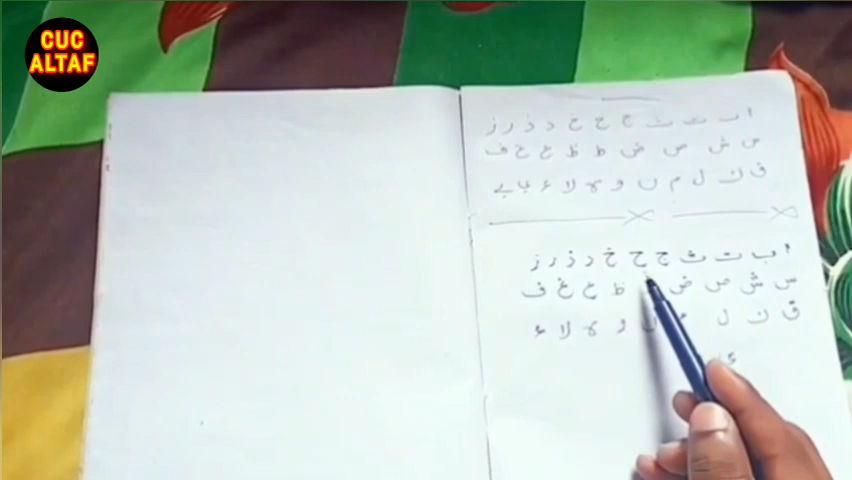 CUC
ALTAF
ا ب ت ث ج ح خ د ذ ر ز
س ش ص ض ط ظ ع غ ف
ق ک ل م ن و ہ لا ء ی ے
ا ب ت ث ج ح خ د ذ ر ز
س ش ص ض ظ ع غ ف
ق ک ل و ہ لا ء
ء